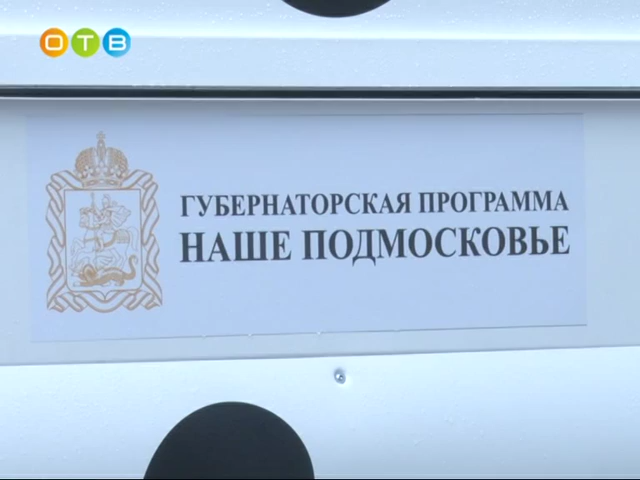 ОТВ
ГУБЕРНАТОРСКАЯ ПРОГРАММА
НАШЕ ПОДМОСКОВЬЕ